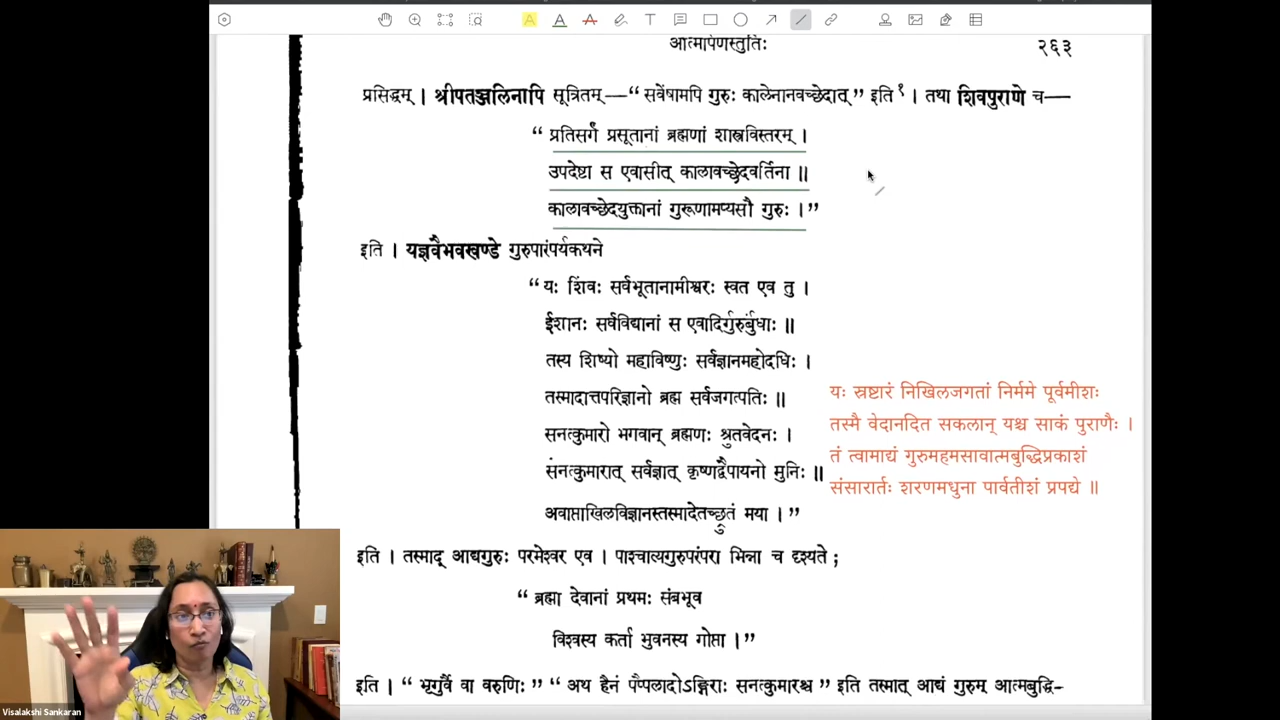 आत्मार्पणस्तुतिः २६३
प्रसिद्धम् । श्रीपतञ्जलिनापि सूत्रितम्—“ सर्वेषामपि गुरुः कालेनानवच्छेदात् ” इति १ । तथा शिवपुराणे च—
“ प्रतिसर्गं प्रसूतानां ब्रह्मणां शास्त्रविस्तरम् ।
उपदेष्टा स एवासीत् कालावच्छेदवर्तिना ॥
कालावच्छेदयुक्तानां गुरूणामप्यसौ गुरुः । ”
इति । यज्ञवैभवखण्डे गुरुपारंपर्यकथने
“ यः शिवः सर्वभूतानामीश्वरः स्वत एव तु ।
ईशानः सर्वविद्यानां स एवादिर्गुरुर्बुधाः ॥
तस्य शिष्यो महाविष्णुः सर्वज्ञानमहोदधिः ।
तस्मादात्तपरिज्ञानो ब्रह्म सर्वजगत्पतिः ॥
सनत्कुमारो भगवान् ब्रह्मणः श्रुतवेदनः ।
सनत्कुमारात् सर्वज्ञात् कृष्णद्वैपायनो मुनिः ॥
अवाप्ताखिलविज्ञानस्तस्मादेतच्छ्रुतं मया । ”
यः स्रष्टारं निखिलजगतां निर्ममे पूर्वमीशः
तस्मै वेदानदित सकलान् यश्च साकं पुराणैः ।
तं त्वामाद्यं गुरुमहमसावात्मबुद्धिप्रकाशं
संसारार्तः शरणमधुना पार्वतीशं प्रपद्ये ॥
इति । तस्माद् आद्यगुरुः परमेश्वर एव । पाश्चाल्यगुरुपरंपरा भिन्ना च दृश्यते ;
“ ब्रह्मा देवानां प्रथमः संबभूव
विश्वस्य कर्ता भुवनस्य गोप्ता । ”
इति । “ भृगुर्वै वा वरुणिः ” “ अथ हैनं पैप्पलादोऽङ्गिराः सनत्कुमारश्च ” इति तस्मात् आद्यं गुरुम् आत्मबुद्धि-
Visalakshi Sankaran